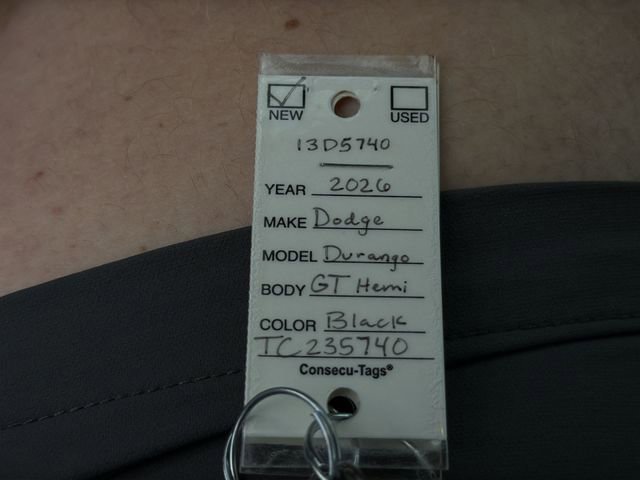 NEW USED
13D5740
YEAR 2026
MAKE Dodge
MODEL Durango
BODY GT Hemi
COLOR Black
TC235740
Consecu-Tags®